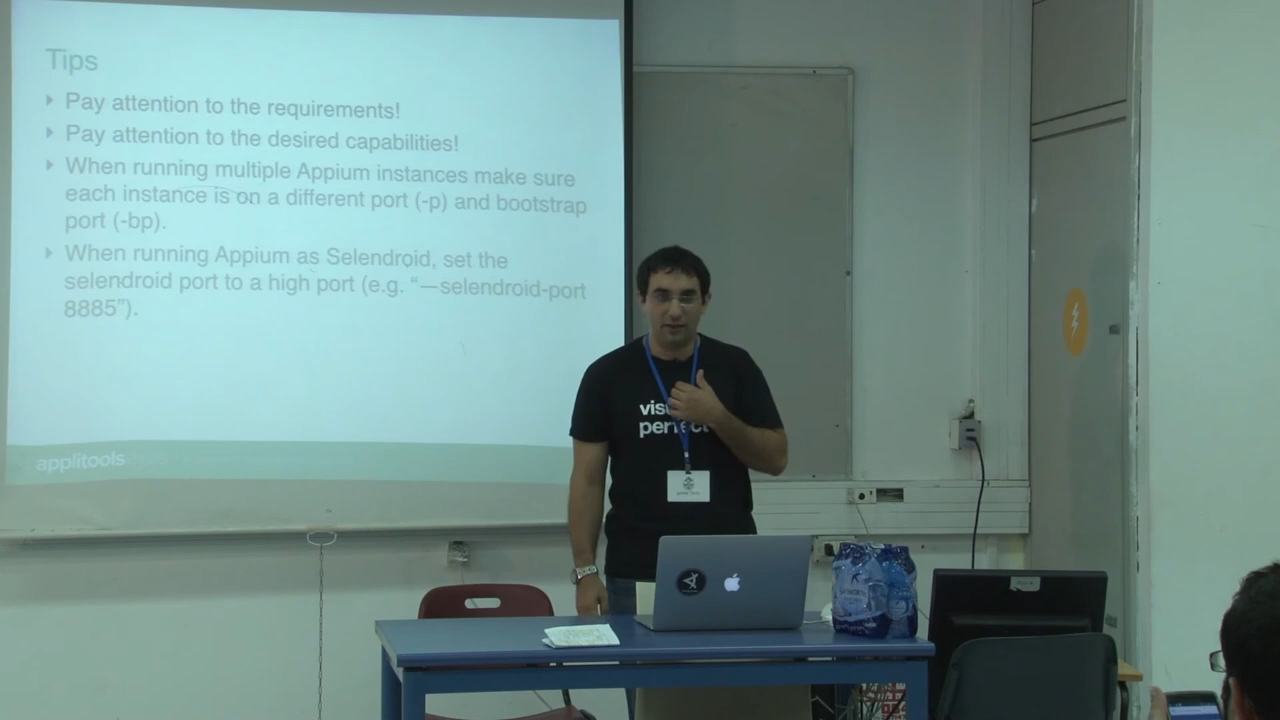 Tips
Pay attention to the requirements!
Pay attention to the desired capabilities!
When running multiple Appium instances make sure
each instance is on a different port (-p) and bootstrap
port (-bp).
When running Appium as Selendroid, set the
selendroid port to a high port (e.g. “—selendroid-port
8885”).
applitools
perfect